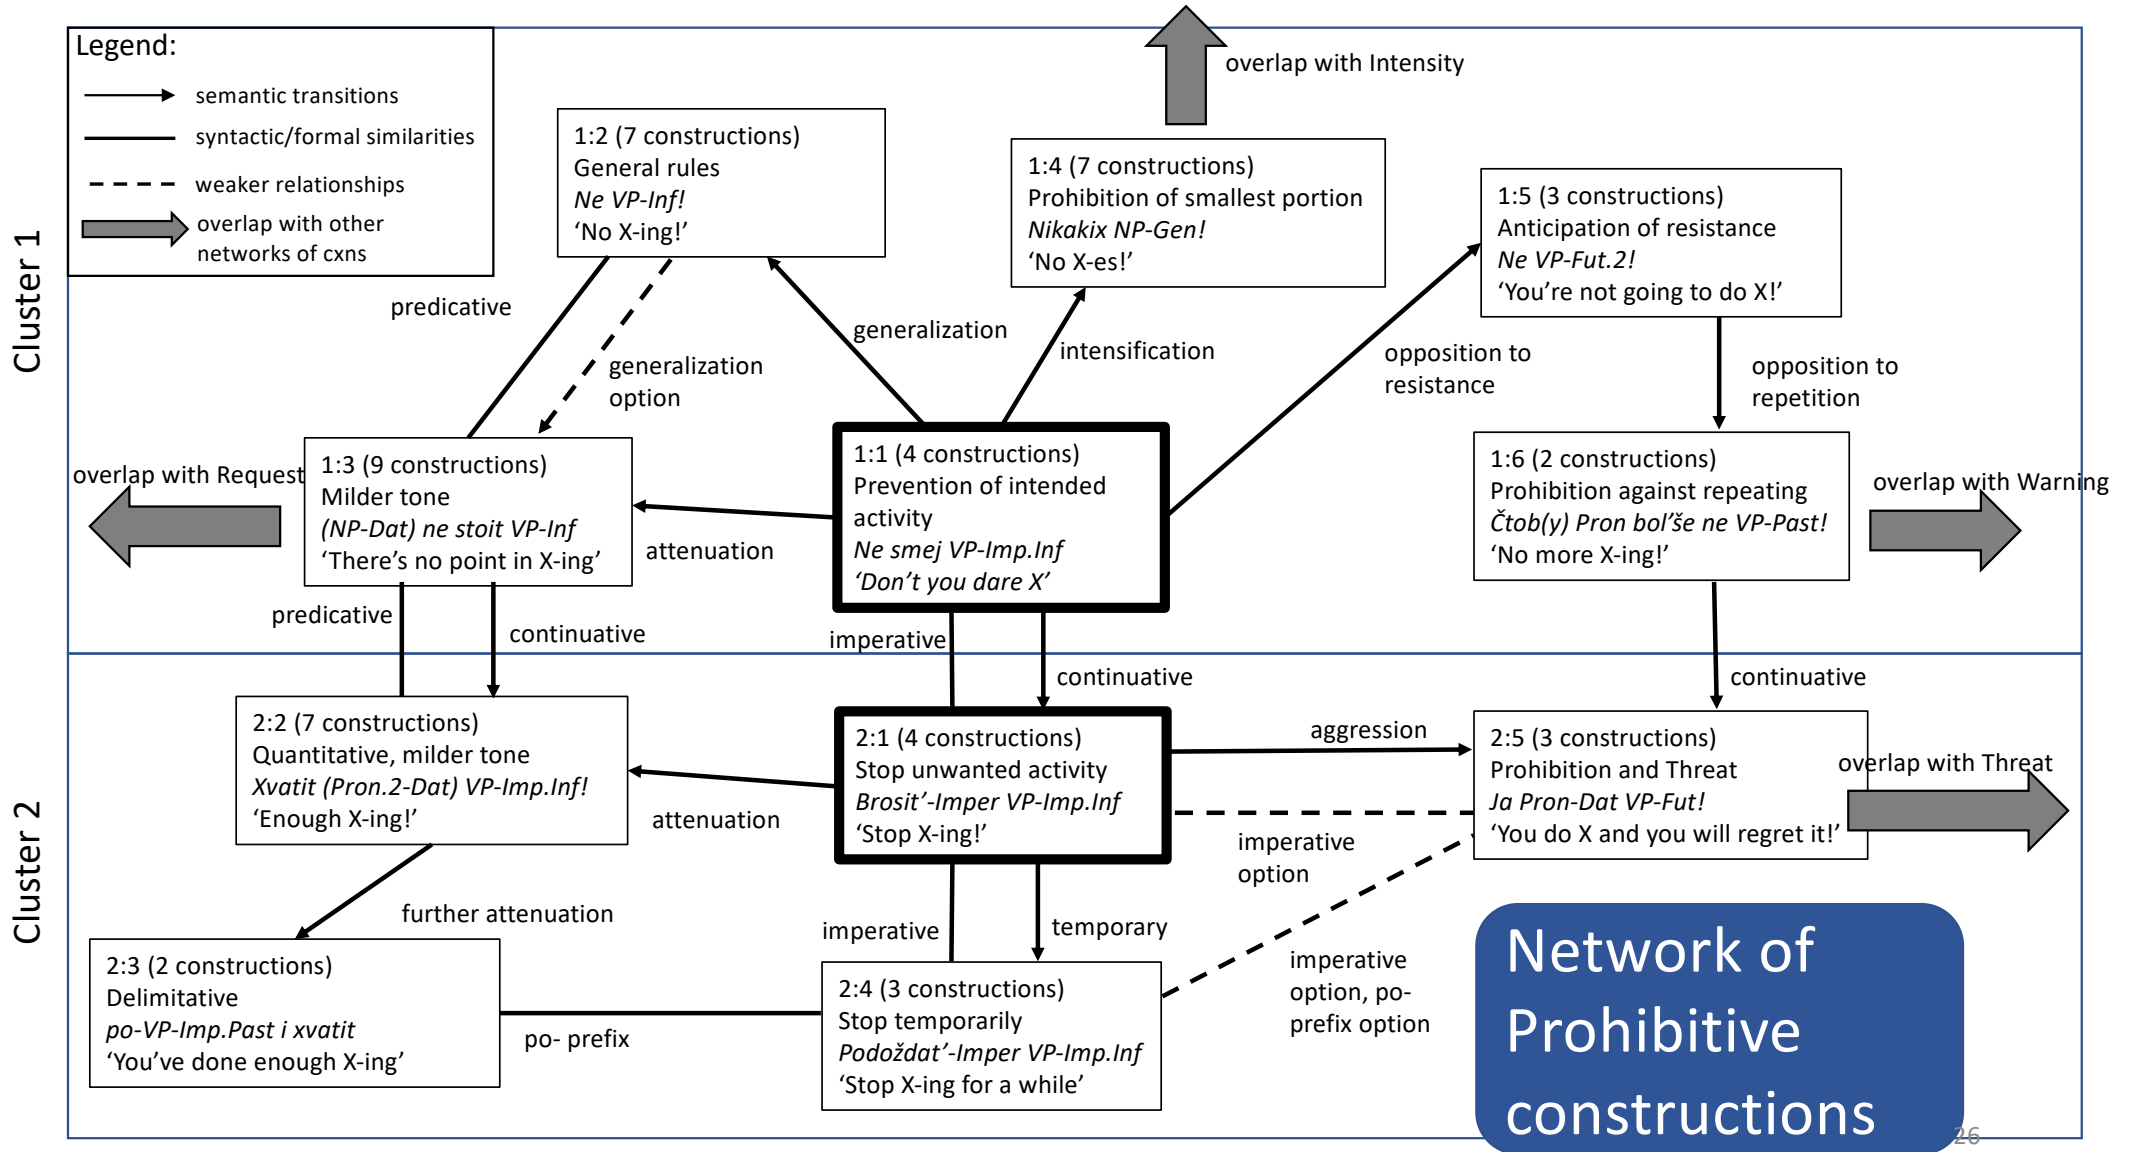 Legend:
semantic transitions
syntactic/formal similarities
weaker relationships
overlap with other
networks of cxns
Cluster 1
overlap with Intensity
1:2 (7 constructions)
General rules
Ne VP-Inf!
‘No X-ing!’
1:4 (7 constructions)
Prohibition of smallest portion
Nikakix NP-Gen!
‘No X-es!’
1:5 (3 constructions)
Anticipation of resistance
Ne VP-Fut.2!
‘You’re not going to do X!’
predicative
generalization
option
generalization
intensification
opposition to
resistance
opposition to
repetition
overlap with Request
1:3 (9 constructions)
Milder tone
(NP-Dat) ne stoit VP-Inf
‘There’s no point in X-ing’
attenuation
1:1 (4 constructions)
Prevention of intended
activity
Ne smej VP-Imp.Inf
‘Don’t you dare X’
1:6 (2 constructions)
Prohibition against repeating
Čtob(y) Pron bol’še ne VP-Past!
‘No more X-ing!’
overlap with Warning
predicative
continuative
imperative
continuative
continuative
Cluster 2
2:2 (7 constructions)
Quantitative, milder tone
Xvatit (Pron.2-Dat) VP-Imp.Inf!
‘Enough X-ing!’
attenuation
2:1 (4 constructions)
Stop unwanted activity
Brosit’-Imper VP-Imp.Inf
‘Stop X-ing!’
aggression
imperative
option
2:5 (3 constructions)
Prohibition and Threat
Ja Pron-Dat VP-Fut!
‘You do X and you will regret it!’
overlap with Threat
further attenuation
imperative
temporary
imperative
option, po-
prefix option
2:3 (2 constructions)
Delimitative
po-VP-Imp.Past i xvatit
‘You’ve done enough X-ing’
po- prefix
2:4 (3 constructions)
Stop temporarily
Podoždat’-Imper VP-Imp.Inf
‘Stop X-ing for a while’
Network of
Prohibitive
constructions
26